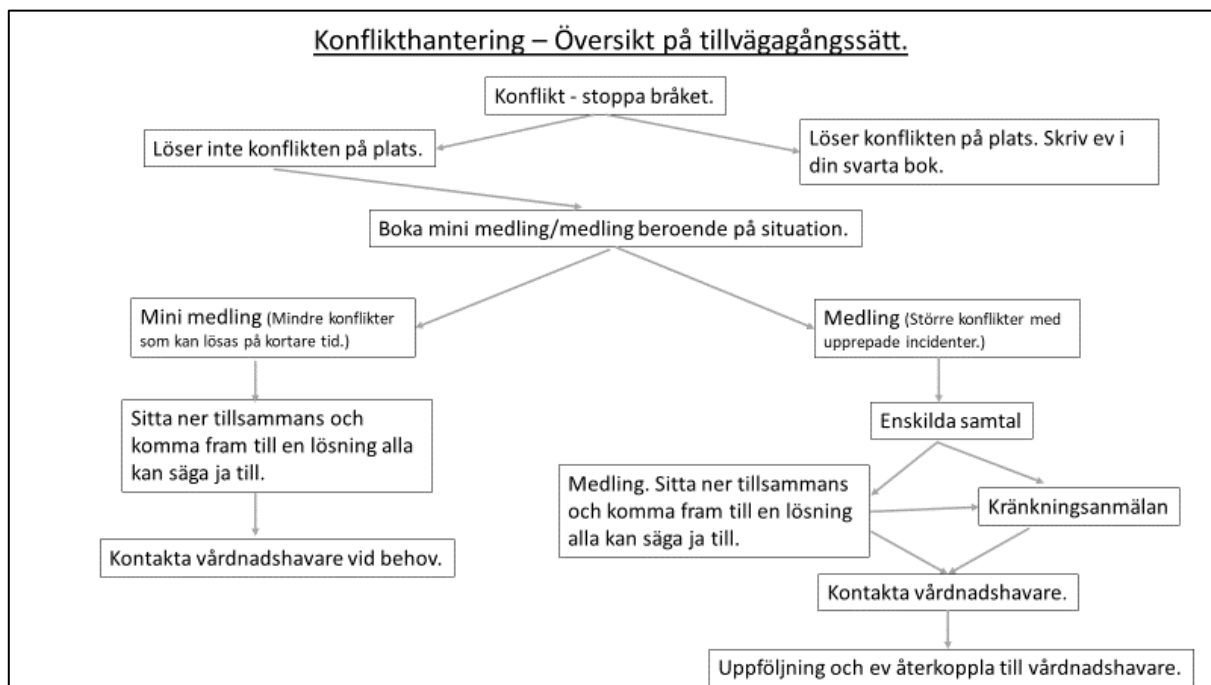 Konflikthantering – Översikt på tillvägagångssätt.
Konflikt - stoppa bråket.
Löser inte konflikten på plats.
Löser konflikten på plats. Skriv ev i
din svarta bok.
Boka mini medling/medling beroende på situation.
Mini medling (Mindre konflikter
som kan lösas på kortare tid.)
Medling (Större konflikter med
upprepade incidenter.)
Sitta ner tillsammans och
komma fram till en lösning alla
kan säga ja till.
Enskilda samtal
Medling. Sitta ner tillsammans
och komma fram till en lösning
alla kan säga ja till.
Kränkningsanmälan
Kontakta vårdnadshavare vid behov.
Kontakta vårdnadshavare.
Uppföljning och ev återkoppla till vårdnadshavare.